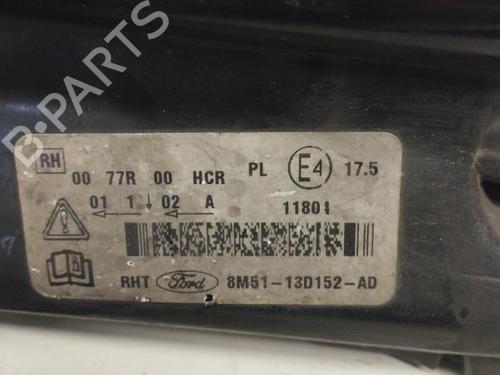 B-PARTS
RH
00 77R 00 HCR PL E4 17.5
01 1 ↓ 02 A
11801
RHT Ford 8M51-13D152-AD